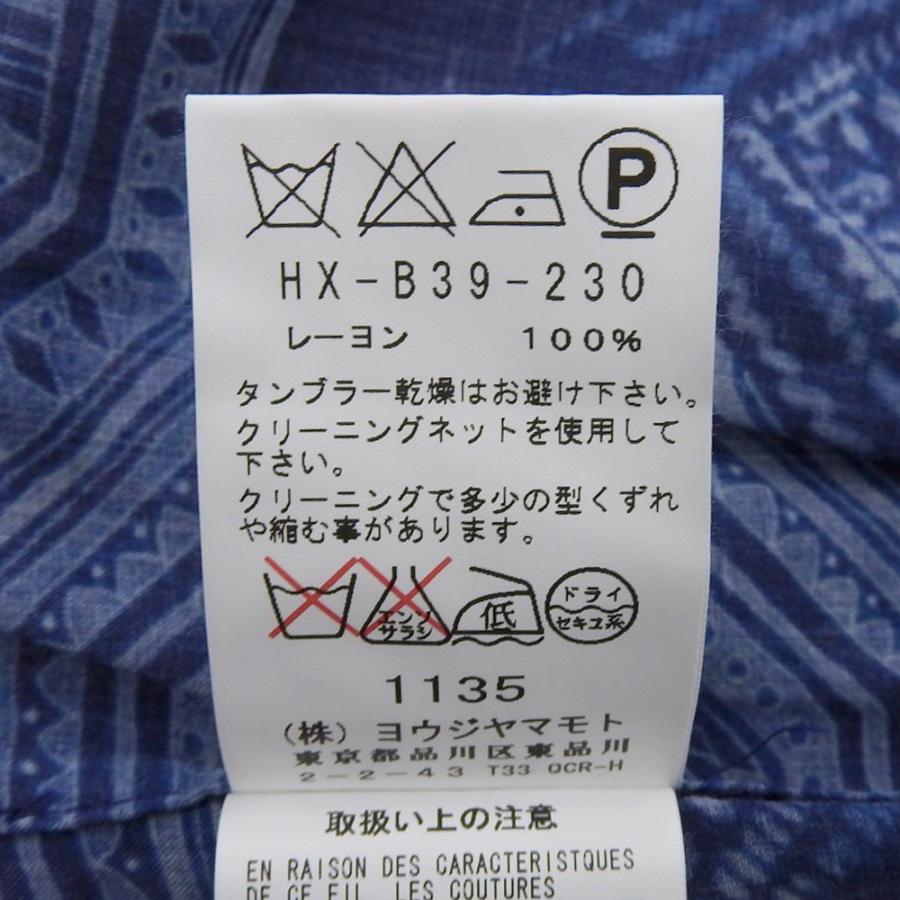 P
HX-B39-230
レーヨン 100%
タンブラー乾燥はお避け下さい。
クリーニングネットを使用して
下さい。
クリーニングで多少の型くずれ
や縮む事があります。
エンソ
サラシ
低
ドライ
セキユ系
1135
(株)ヨウジヤマモト
東京都品川区東品川
2-2-43 T33 OCR-H
取扱い上の注意
EN RAISON DES CARACTERISTQUES
DE CE FIL, LES COUTURES